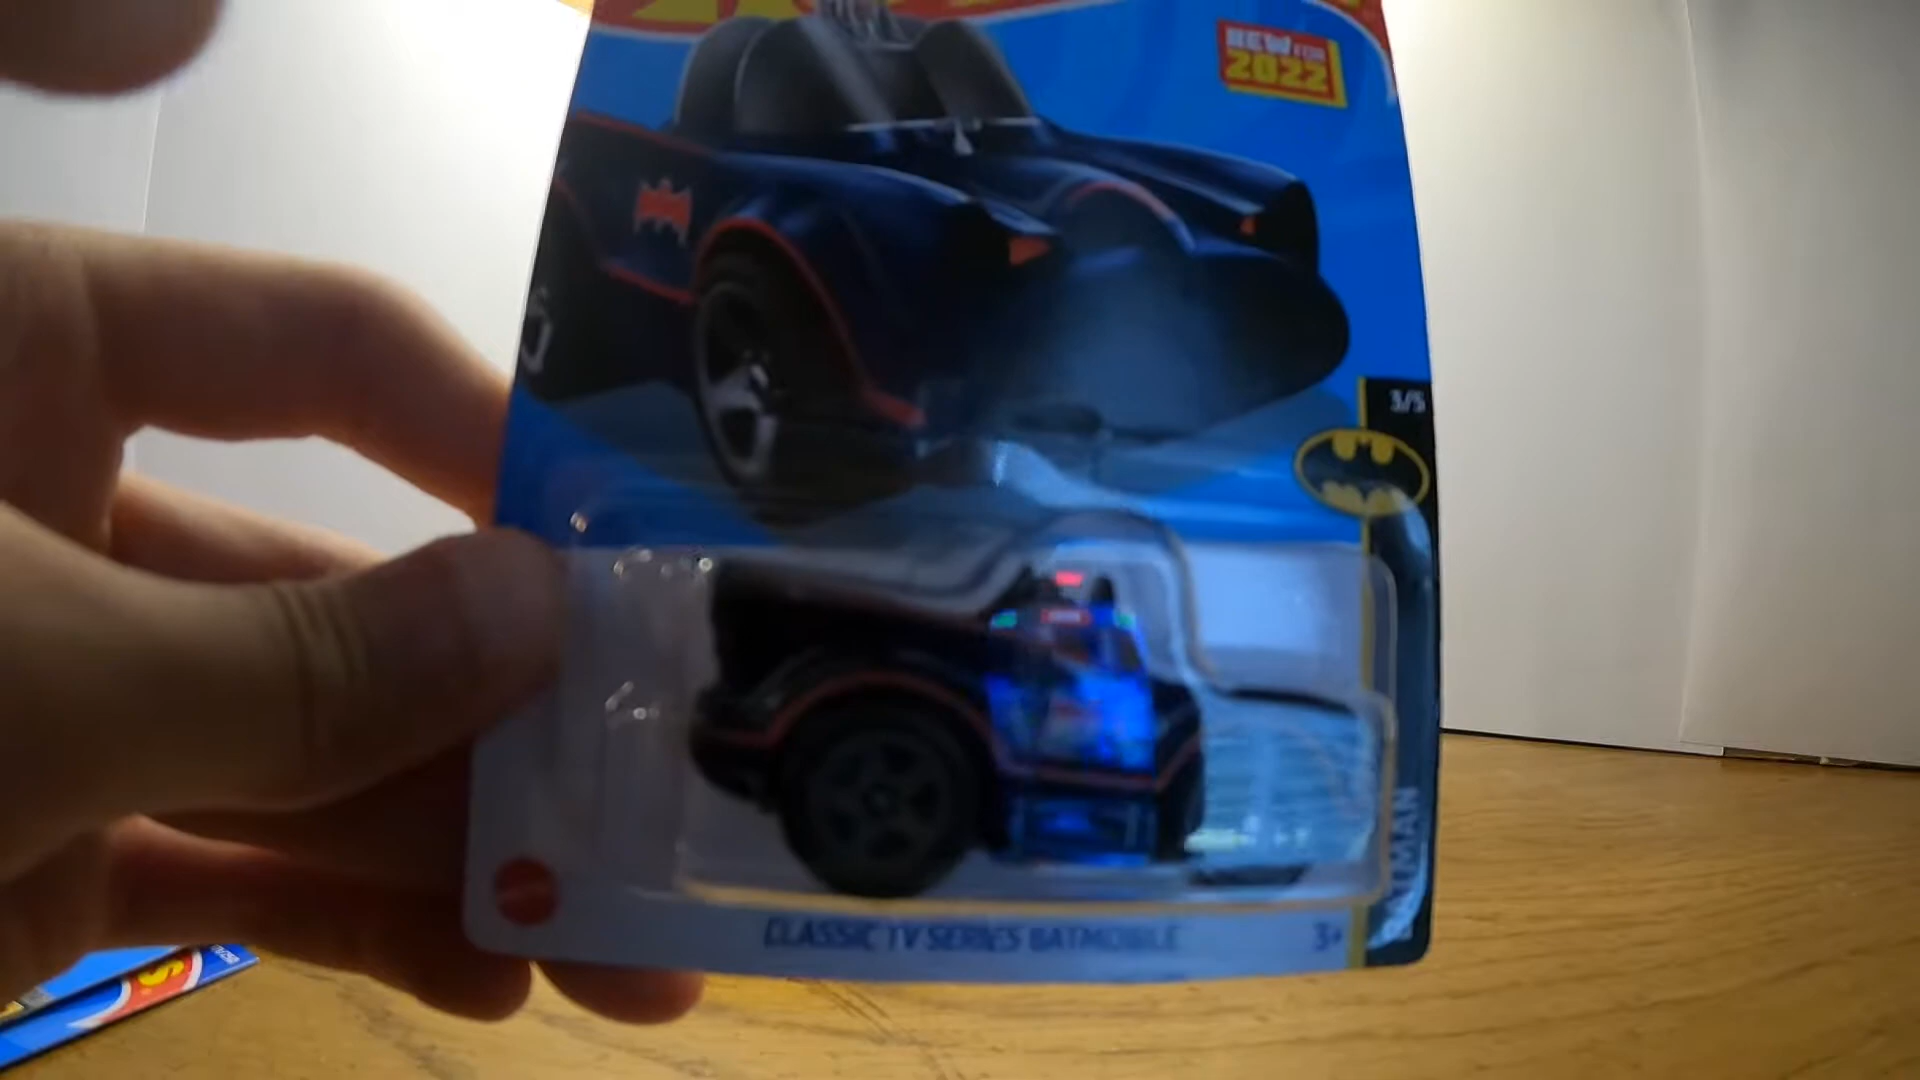 NEW FOR
2022
3/5
BATMAN
CLASSIC TV SERIES BATMOBILE
3+